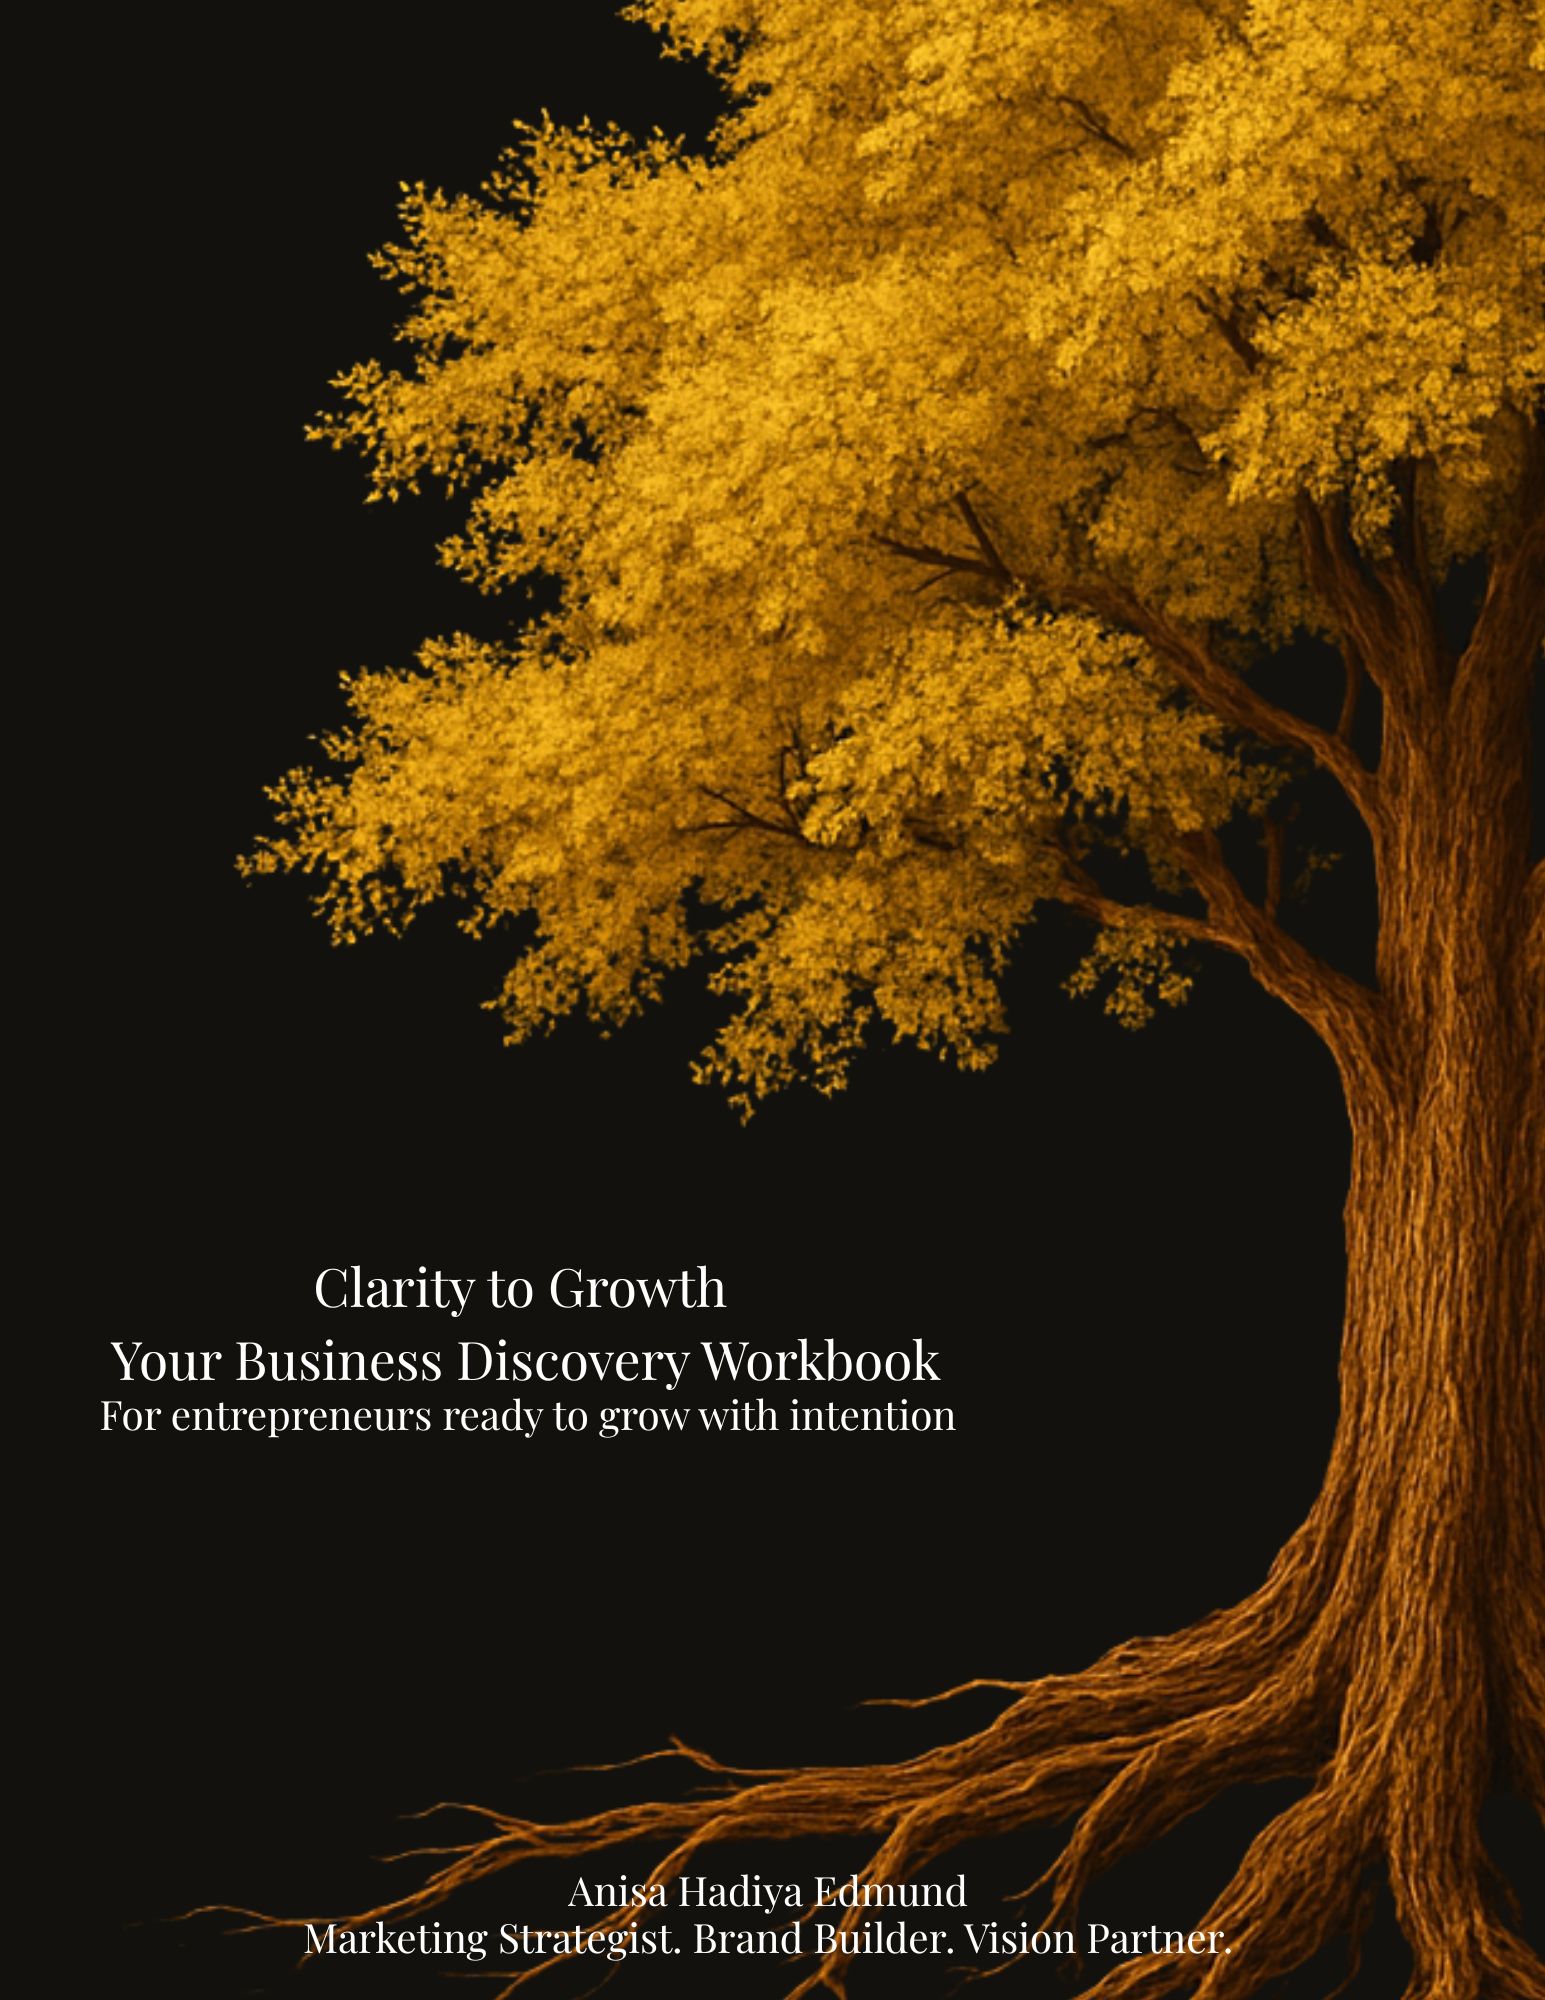 Clarity to Growth
Your Business Discovery Workbook
For entrepreneurs ready to grow with intention
Anisa Hadiya Edmund
Marketing Strategist. Brand Builder. Vision Partner.